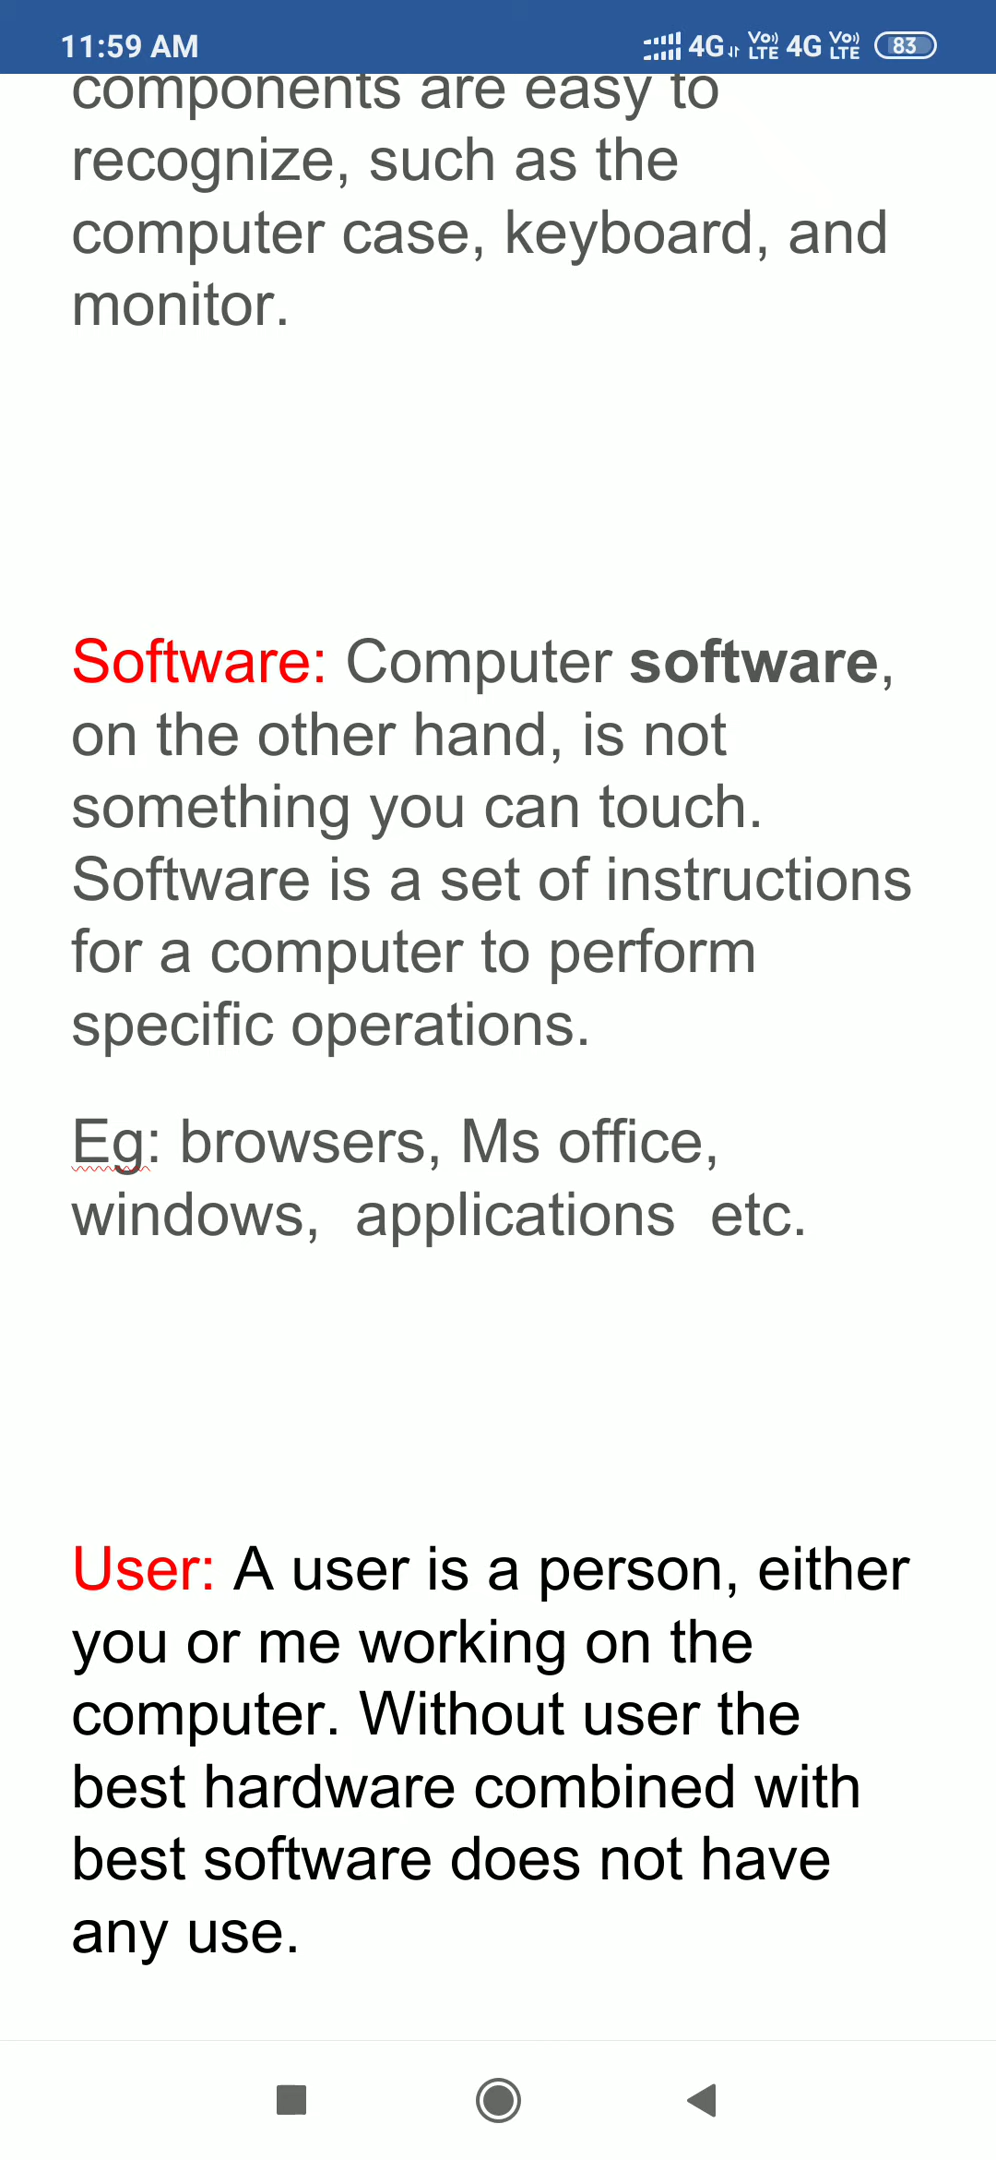 11:59 AM 4G Vo)) LTE 4G Vo)) LTE 83
components are easy to
recognize, such as the
computer case, keyboard, and
monitor.
Software: Computer software,
on the other hand, is not
something you can touch.
Software is a set of instructions
for a computer to perform
specific operations.
Eg: browsers, Ms office,
windows, applications etc.
User: A user is a person, either
you or me working on the
computer. Without user the
best hardware combined with
best software does not have
any use.